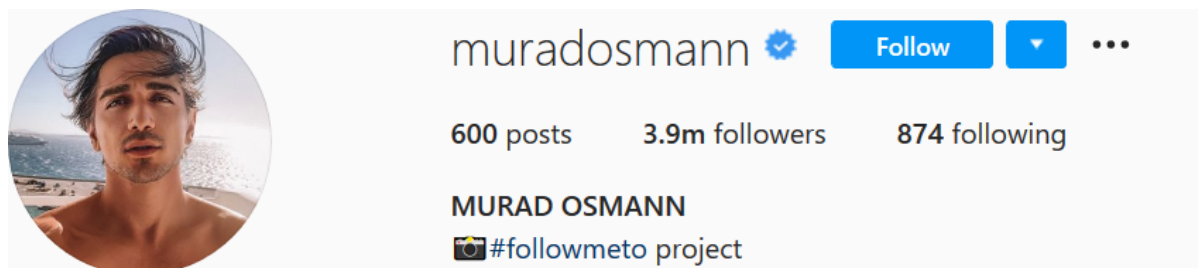 muradosmann Follow
600 posts 3.9m followers 874 following
MURAD OSMANN
#followmeto project